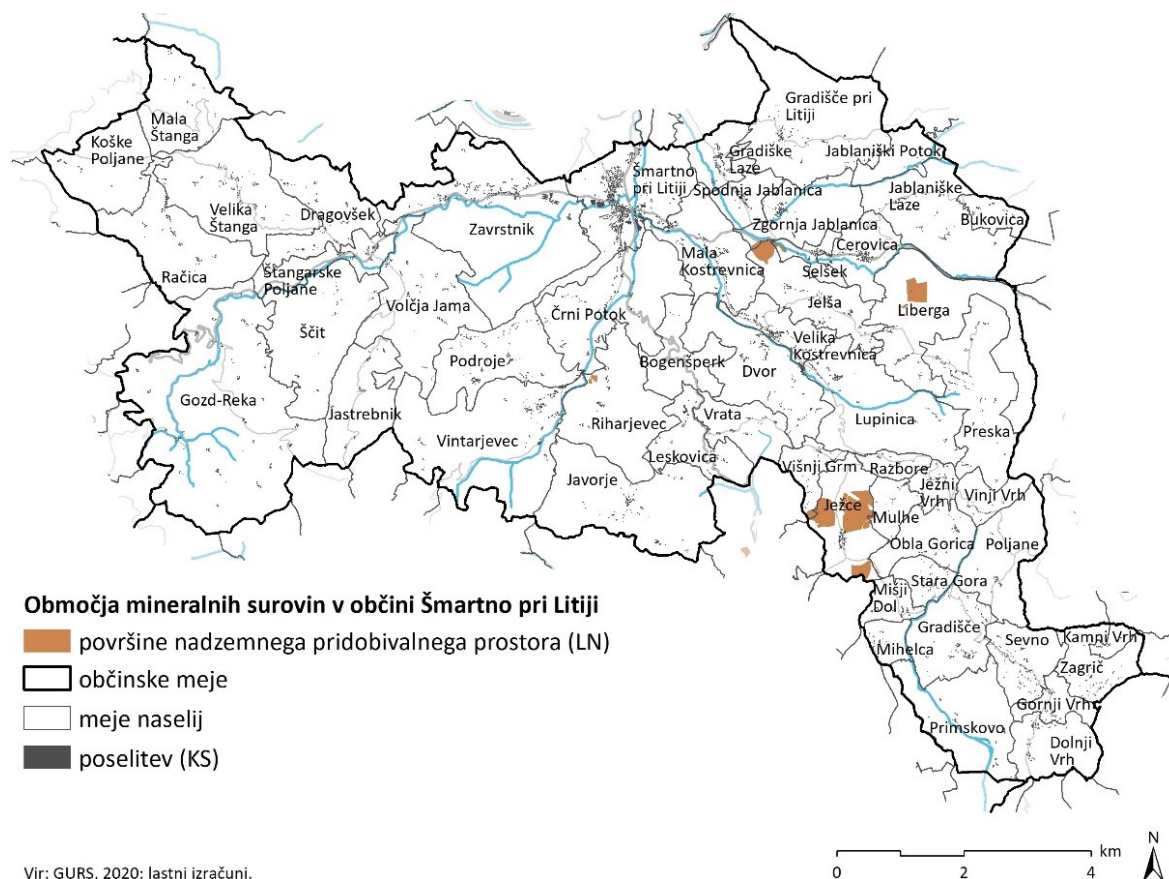 Gradišče pri
Litiji
Mala
Štanga
Koške
Poljane
Gradiške
Laze
Jablaniški Potok
Šmartno
pri Litiji
Spodnja Jablanica
Jablaniške
Laze
Bukovica
Velika
Štanga
Dragovšek
Zavrstnik
Zgornja Jablanica
Cerovica
Mala
Kostrevnica
Selšek
Račica
Štangarske
Poljane
Volčja Jama
Jelša
Liberga
Ščit
Črni Potok
Velika
Kostrevnica
Podroje
Bogenšperk
Dvor
Gozd-Reka
Jastrebnik
Vintarjevec
Riharjevec
Vrata
Lupinica
Preska
Leskovica
Javorje
Višnji Grm
Razbore
Ježni
Vrh
Vinji Vrh
Ježce
Mulhe
Obla Gorica
Poljane
Stara Gora
Mišji
Dol
Gradišče
Sevno
Kamni Vrh
Mihelca
Zagrič
Gornji Vrh
Primskovo
Dolnji
Vrh
Območja mineralnih surovin v občini Šmartno pri Litiji
površine nadzemnega pridobivalnega prostora (LN)
občinske meje
meje naselij
poselitev (KS)
Vir: GURS, 2020; lastni izračuni.
km
0 2 4
N